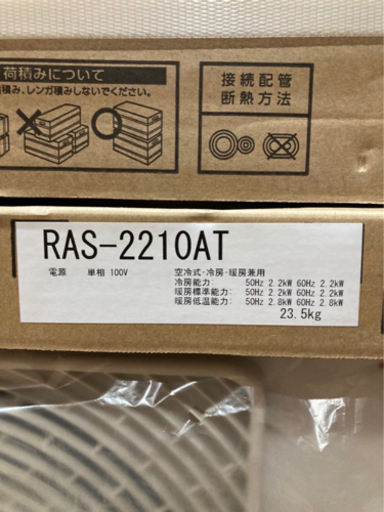 荷積みについて
積み、レンガ積みしないでください。
接続配管
断熱方法
RAS-2210AT
電源 単相 100V 空冷式・冷房・暖房兼用
冷房能力: 50Hz 2.2kW 60Hz 2.2kW
暖房標準能力: 50Hz 2.2kW 60Hz 2.2kW
暖房低温能力: 50Hz 2.8kW 60Hz 2.8kW
23.5kg